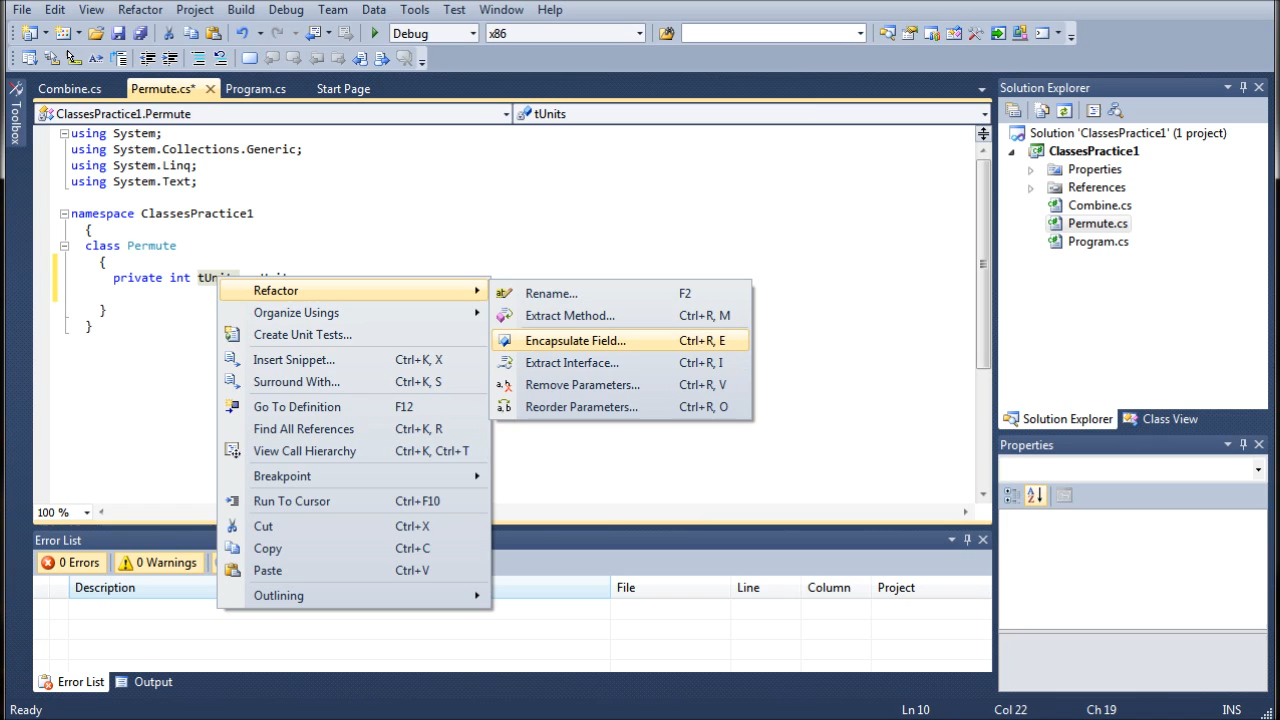 File Edit View Refactor Project Build Debug Team Data Tools Test Window Help
Debug x86
Toolbox
Combine.cs Permute.cs* Program.cs Start Page
ClassesPractice1.Permute tUnits
using System;
using System.Collections.Generic;
using System.Linq;
using System.Text;
namespace ClassesPractice1
{
class Permute
{
private int
}
}
100 %
Refactor
Organize Usings
Create Unit Tests...
Insert Snippet... Ctrl+K, X
Surround With... Ctrl+K, S
Go To Definition F12
Find All References Ctrl+K, R
View Call Hierarchy Ctrl+K, Ctrl+T
Breakpoint
Run To Cursor Ctrl+F10
Cut Ctrl+X
Copy Ctrl+C
Paste Ctrl+V
Outlining
Rename... F2
Extract Method... Ctrl+R, M
Encapsulate Field... Ctrl+R, E
Extract Interface... Ctrl+R, I
Remove Parameters... Ctrl+R, V
Reorder Parameters... Ctrl+R, O
Solution Explorer
Solution 'ClassesPractice1' (1 project)
ClassesPractice1
Properties
References
Combine.cs
Permute.cs
Program.cs
Solution Explorer Class View
Properties
Error List
0 Errors 0 Warnings
Description File Line Column Project
Error List Output
Ready Ln 10 Col 22 Ch 19 INS